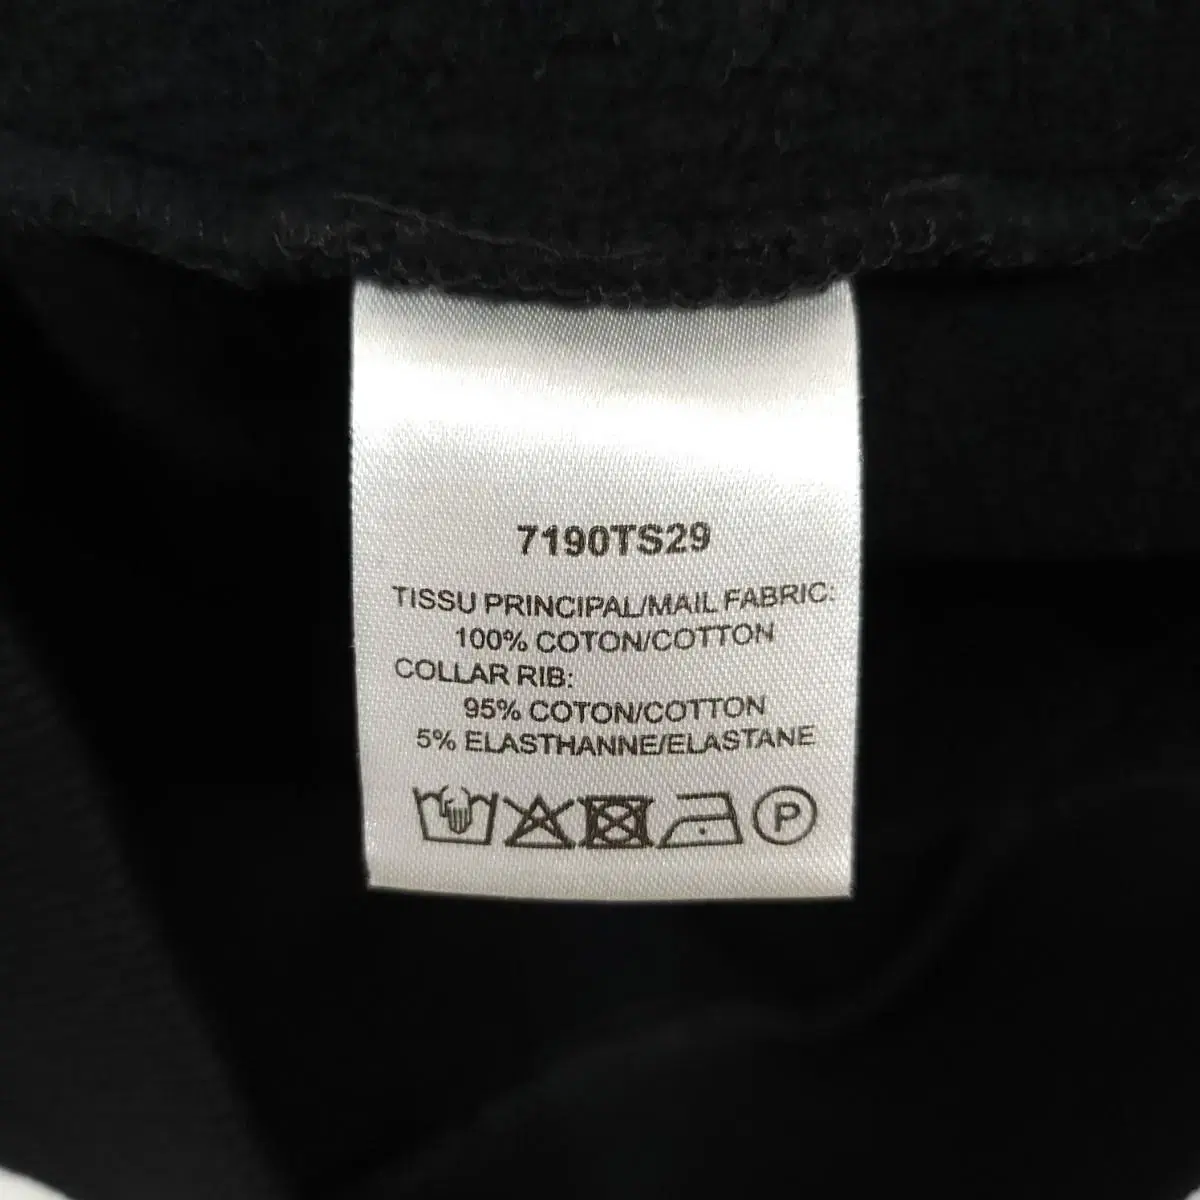 7190TS29
TISSU PRINCIPAL/MAIL FABRIC:
100% COTON/COTTON
COLLAR RIB:
95% COTON/COTTON
5% ELASTHANNE/ELASTANE
P